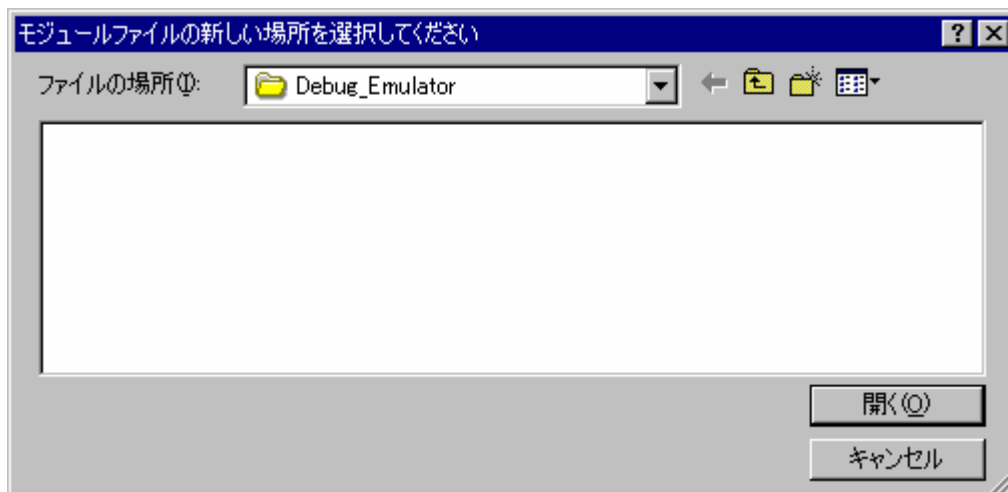 モジュールファイルの新しい場所を選択してください
ファイルの場所(I): Debug_Emulator
開く(O)
キャンセル